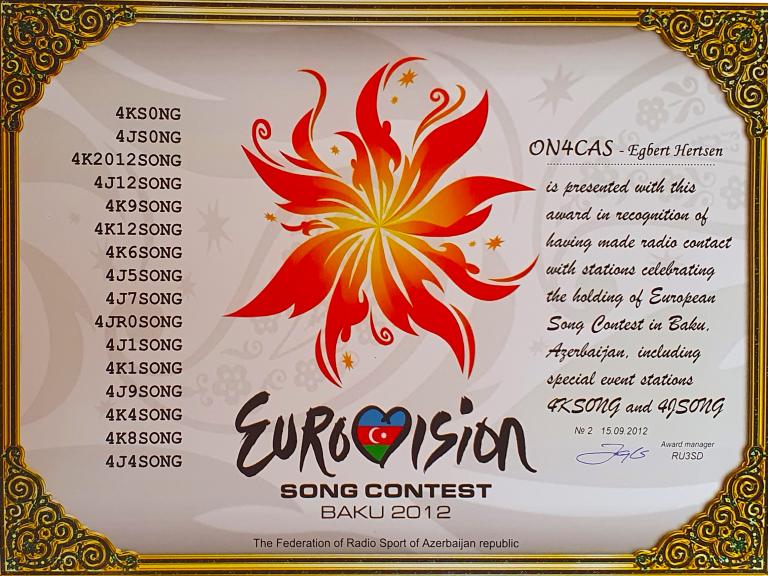 4KS0NG
4JS0NG
4K2012SONG
4J12SONG
4K9SONG
4K12SONG
4K6SONG
4J5SONG
4J7SONG
4JR0SONG
4J1SONG
4K1SONG
4J9SONG
4K4SONG
4K8SONG
4J4SONG
EUROVISION
SONG CONTEST
BAKU 2012
The Federation of Radio Sport of Azerbaijan republic
ON4CAS - Egbert Hertsen
is presented with this
award in recognition of
having made radio contact
with stations celebrating
the holding of European
Song Contest in Baku,
Azerbaijan, including
special event stations
4KSONG and 4JSONG
№ 2 15.09.2012
Award manager
RU3SD